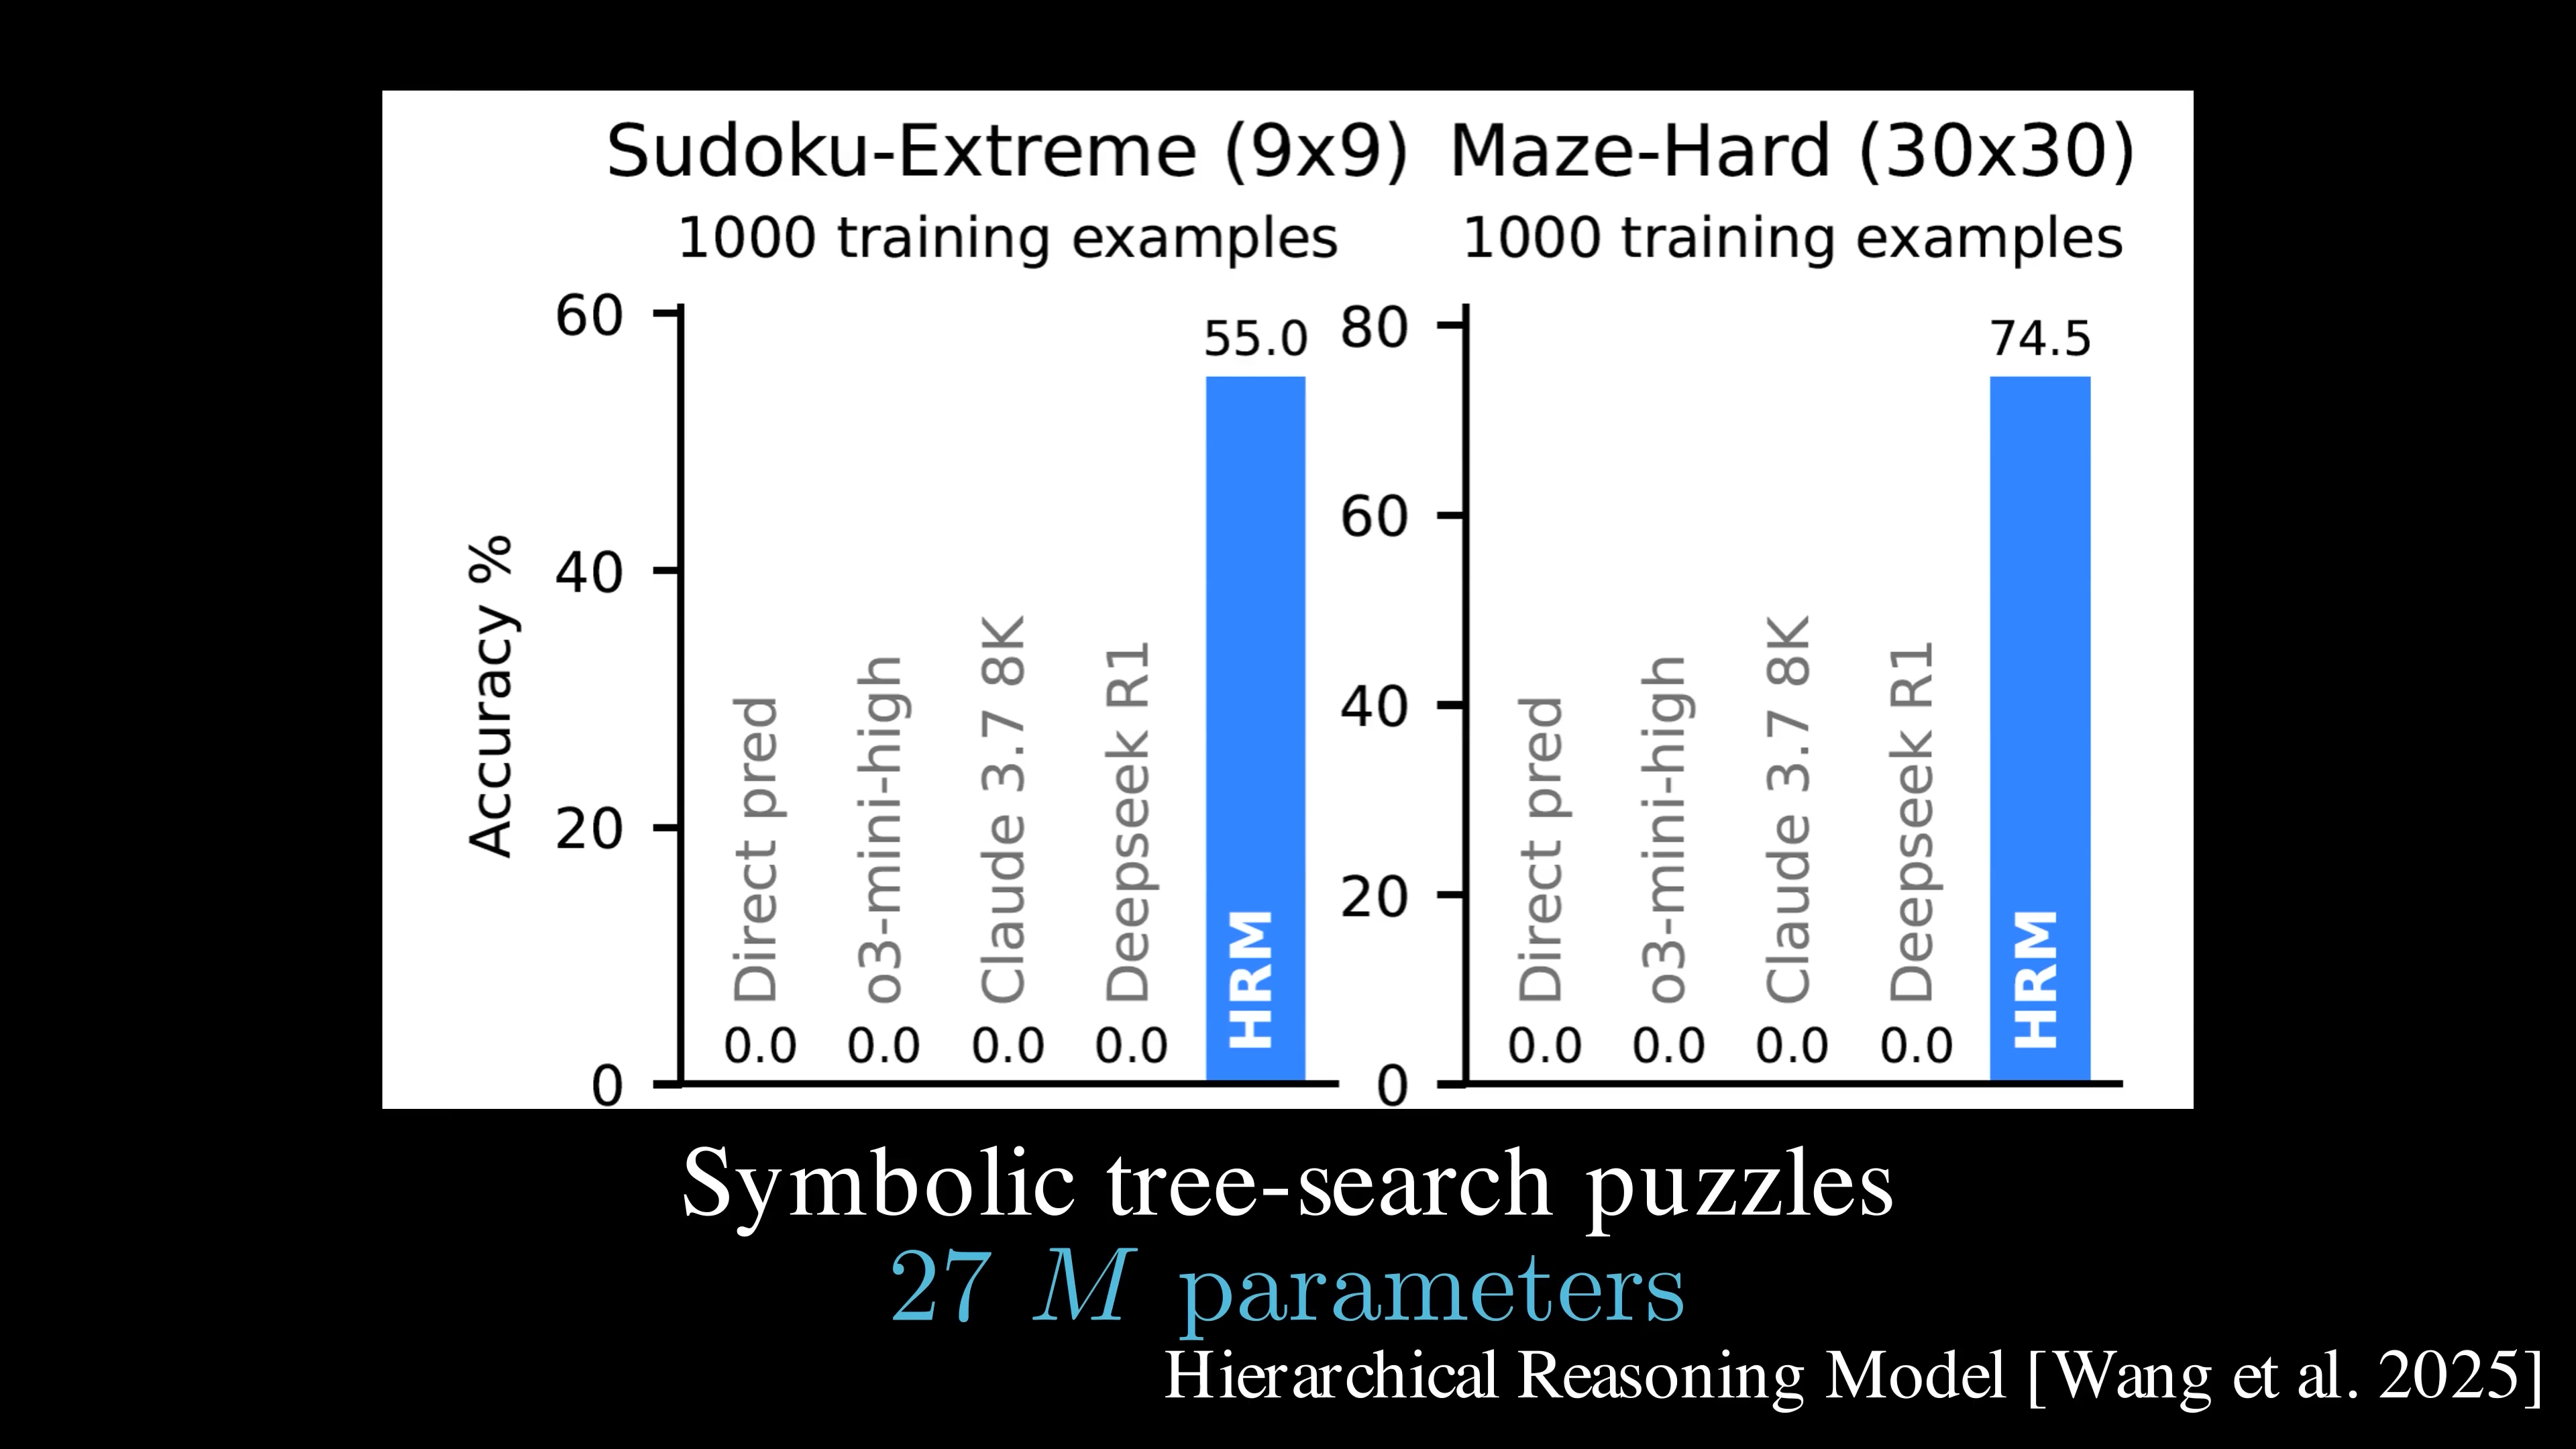 Sudoku-Extreme (9x9)
1000 training examples
Accuracy %
60
40
20
0
Direct pred
0.0
o3-mini-high
0.0
Claude 3.7 8K
0.0
Deepseek R1
0.0
55.0
HRM
Maze-Hard (30x30)
1000 training examples
80
60
40
20
0
Direct pred
0.0
o3-mini-high
0.0
Claude 3.7 8K
0.0
Deepseek R1
0.0
74.5
HRM
Symbolic tree-search puzzles
27 M parameters
Hierarchical Reasoning Model [Wang et al. 2025]